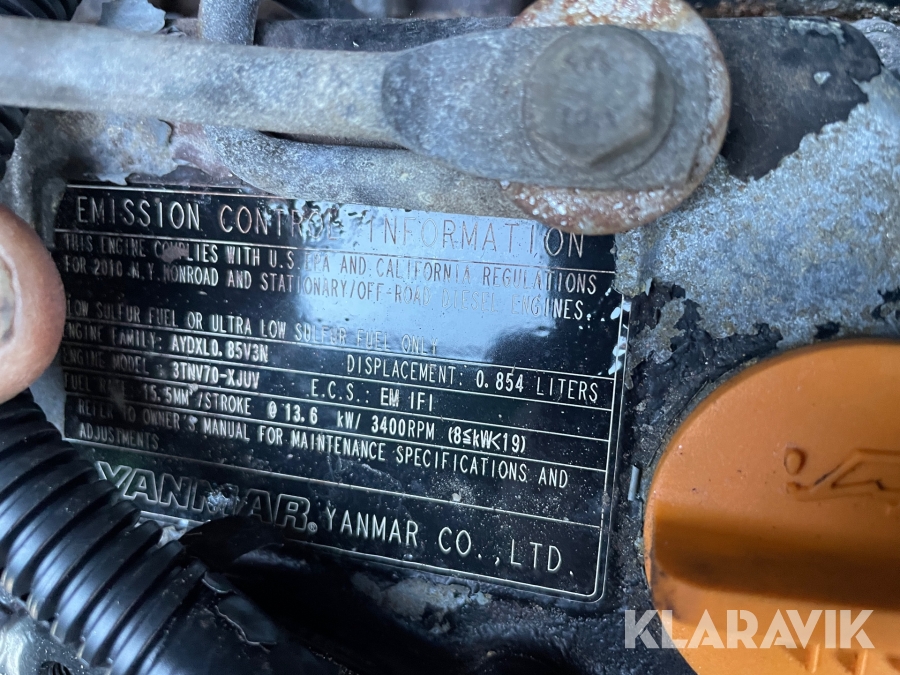 EMISSION CONTROL INFORMATION
THIS ENGINE COMPLIES WITH U.S.EPA AND CALIFORNIA REGULATIONS
FOR 2010 M.Y.NONROAD AND STATIONARY/OFF-ROAD DIESEL ENGINES.
LOW SULFUR FUEL OR ULTRA LOW SULFUR FUEL ONLY
ENGINE FAMILY: AYDXL0.85V3N DISPLACEMENT: 0.854 LITERS
ENGINE MODEL : 3TNV70-XJUV E.C.S.: EM IFI
FUEL RATE 15.5MM /STROKE @ 13.6 kW/ 3400RPM (8≦kW<19)
REFER TO OWNER'S MANUAL FOR MAINTENANCE SPECIFICATIONS AND
ADJUSTMENTS
YANMAR® YANMAR CO.,LTD.
KLARAVIK